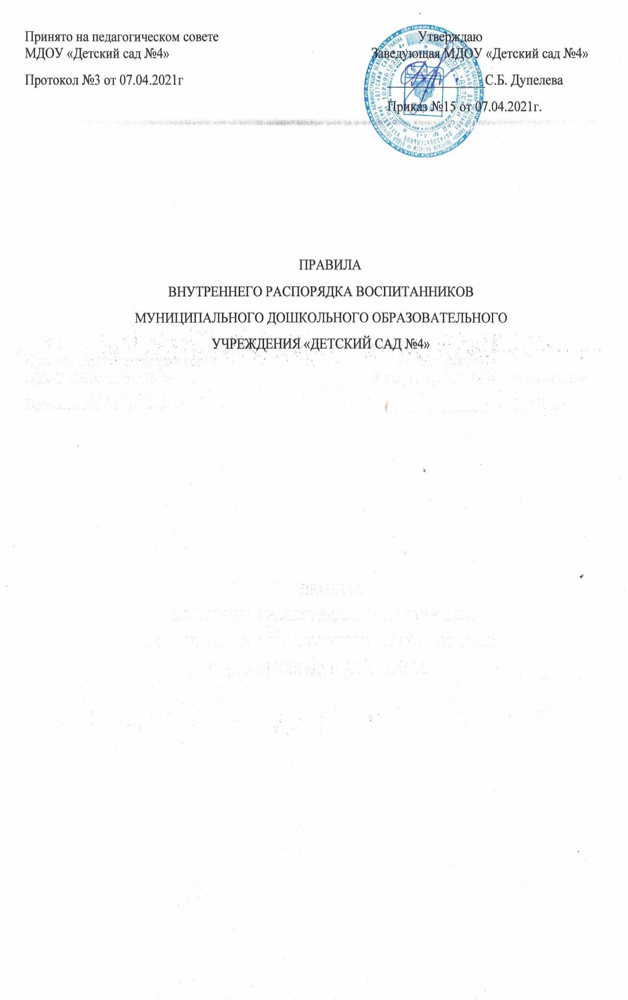 Принято на педагогическом совете
МДОУ «Детский сад №4»
Протокол №3 от 07.04.2021г
Утверждаю
Заведующая МДОУ «Детский сад №4»
С.Б. Дупелева
Приказ №15 от 07.04.2021г.
ПРАВИЛА
ВНУТРЕННЕГО РАСПОРЯДКА ВОСПИТАННИКОВ
МУНИЦИПАЛЬНОГО ДОШКОЛЬНОГО ОБРАЗОВАТЕЛЬНОГО
УЧРЕЖДЕНИЯ «ДЕТСКИЙ САД №4»